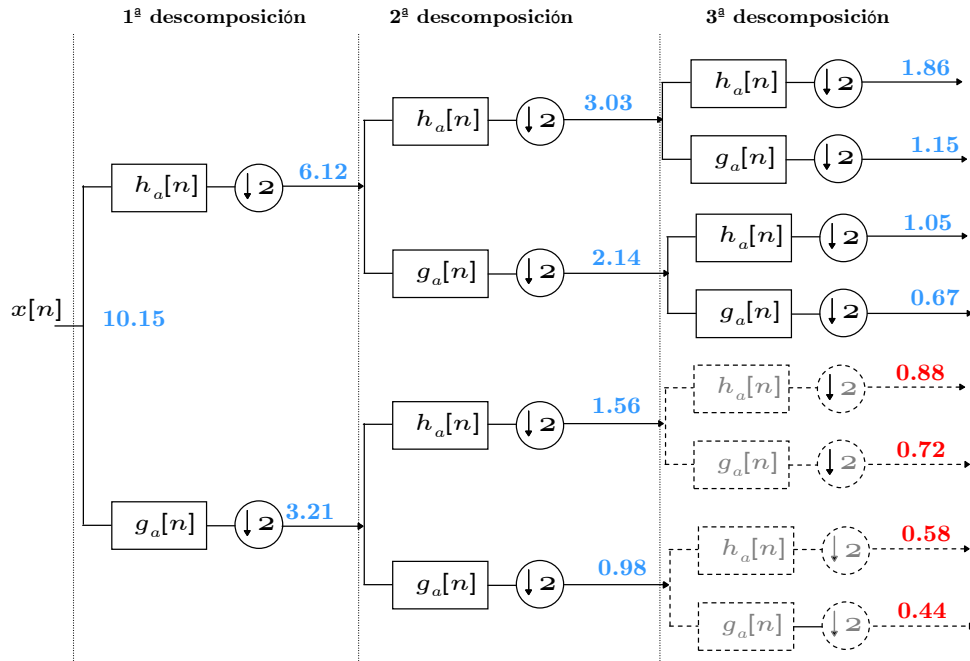 1ª descomposición
2ª descomposición
3ª descomposición
h_a[n] ↓ 2 1.86
h_a[n] ↓ 2 3.03
g_a[n] ↓ 2 1.15
h_a[n] ↓ 2 6.12
h_a[n] ↓ 2 1.05
g_a[n] ↓ 2 2.14
g_a[n] ↓ 2 0.67
x[n] 10.15
h_a[n] ↓ 2 0.88
h_a[n] ↓ 2 1.56
g_a[n] ↓ 2 0.72
g_a[n] ↓ 2 3.21
h_a[n] ↓ 2 0.58
g_a[n] ↓ 2 0.98
g_a[n] ↓ 2 0.44